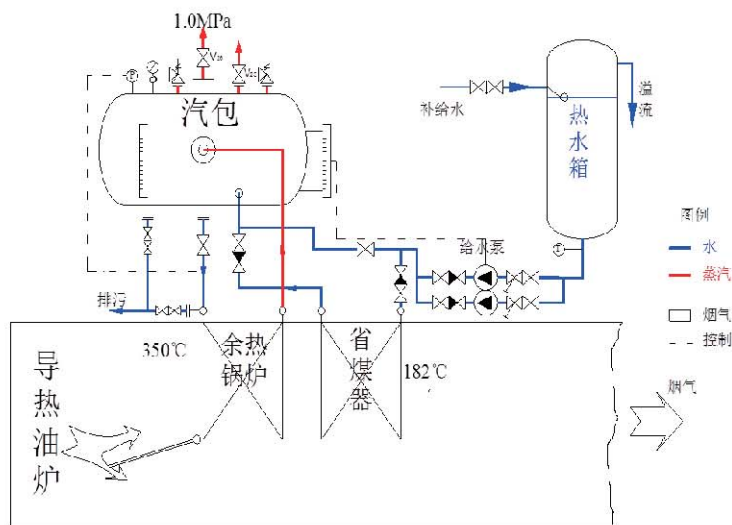 1.0MPa
汽包
补给水
溢流
热水箱
给水泵
图例
水
蒸汽
烟气
控制
排污
350℃
余热
锅炉
省煤器
182℃
导热油炉
烟气